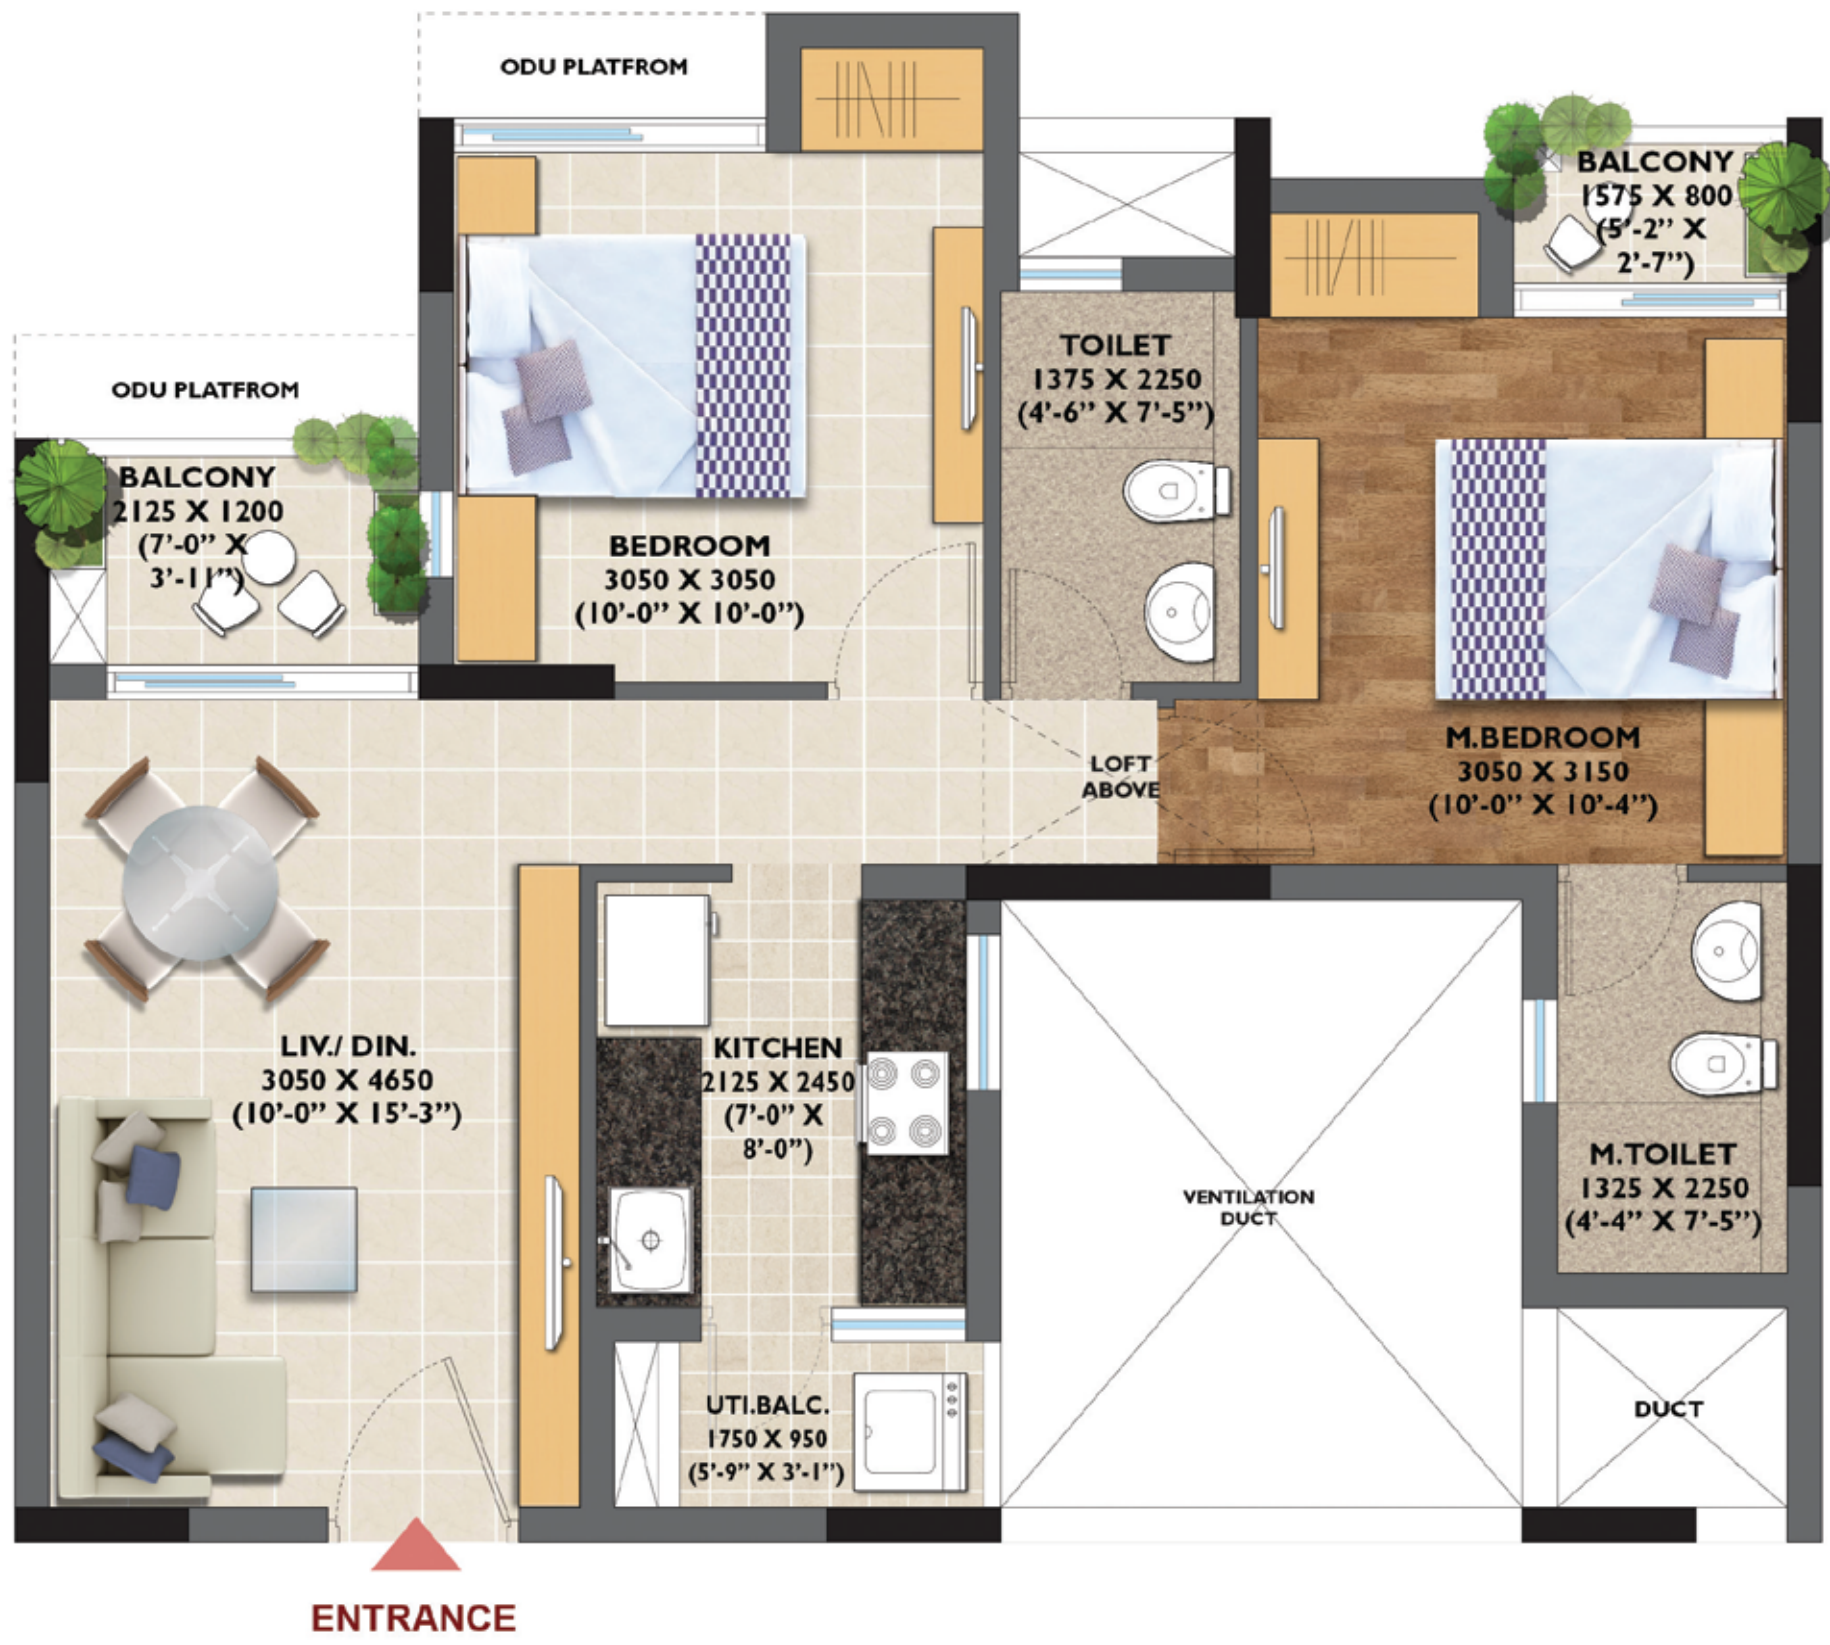 ODU PLATFROM
BALCONY
1575 X 800
(5'-2" X
2'-7")
TOILET
1375 X 2250
(4'-6" X 7'-5")
ODU PLATFROM
BALCONY
2125 X 1200
(7'-0" X
3'-11")
BEDROOM
3050 X 3050
(10'-0" X 10'-0")
M.BEDROOM
3050 X 3150
(10'-0" X 10'-4")
LOFT
ABOVE
LIV./ DIN.
3050 X 4650
(10'-0" X 15'-3")
KITCHEN
2125 X 2450
(7'-0" X
8'-0")
VENTILATION
DUCT
M.TOILET
1325 X 2250
(4'-4" X 7'-5")
UTI.BALC.
1750 X 950
(5'-9" X 3'-1")
DUCT
ENTRANCE